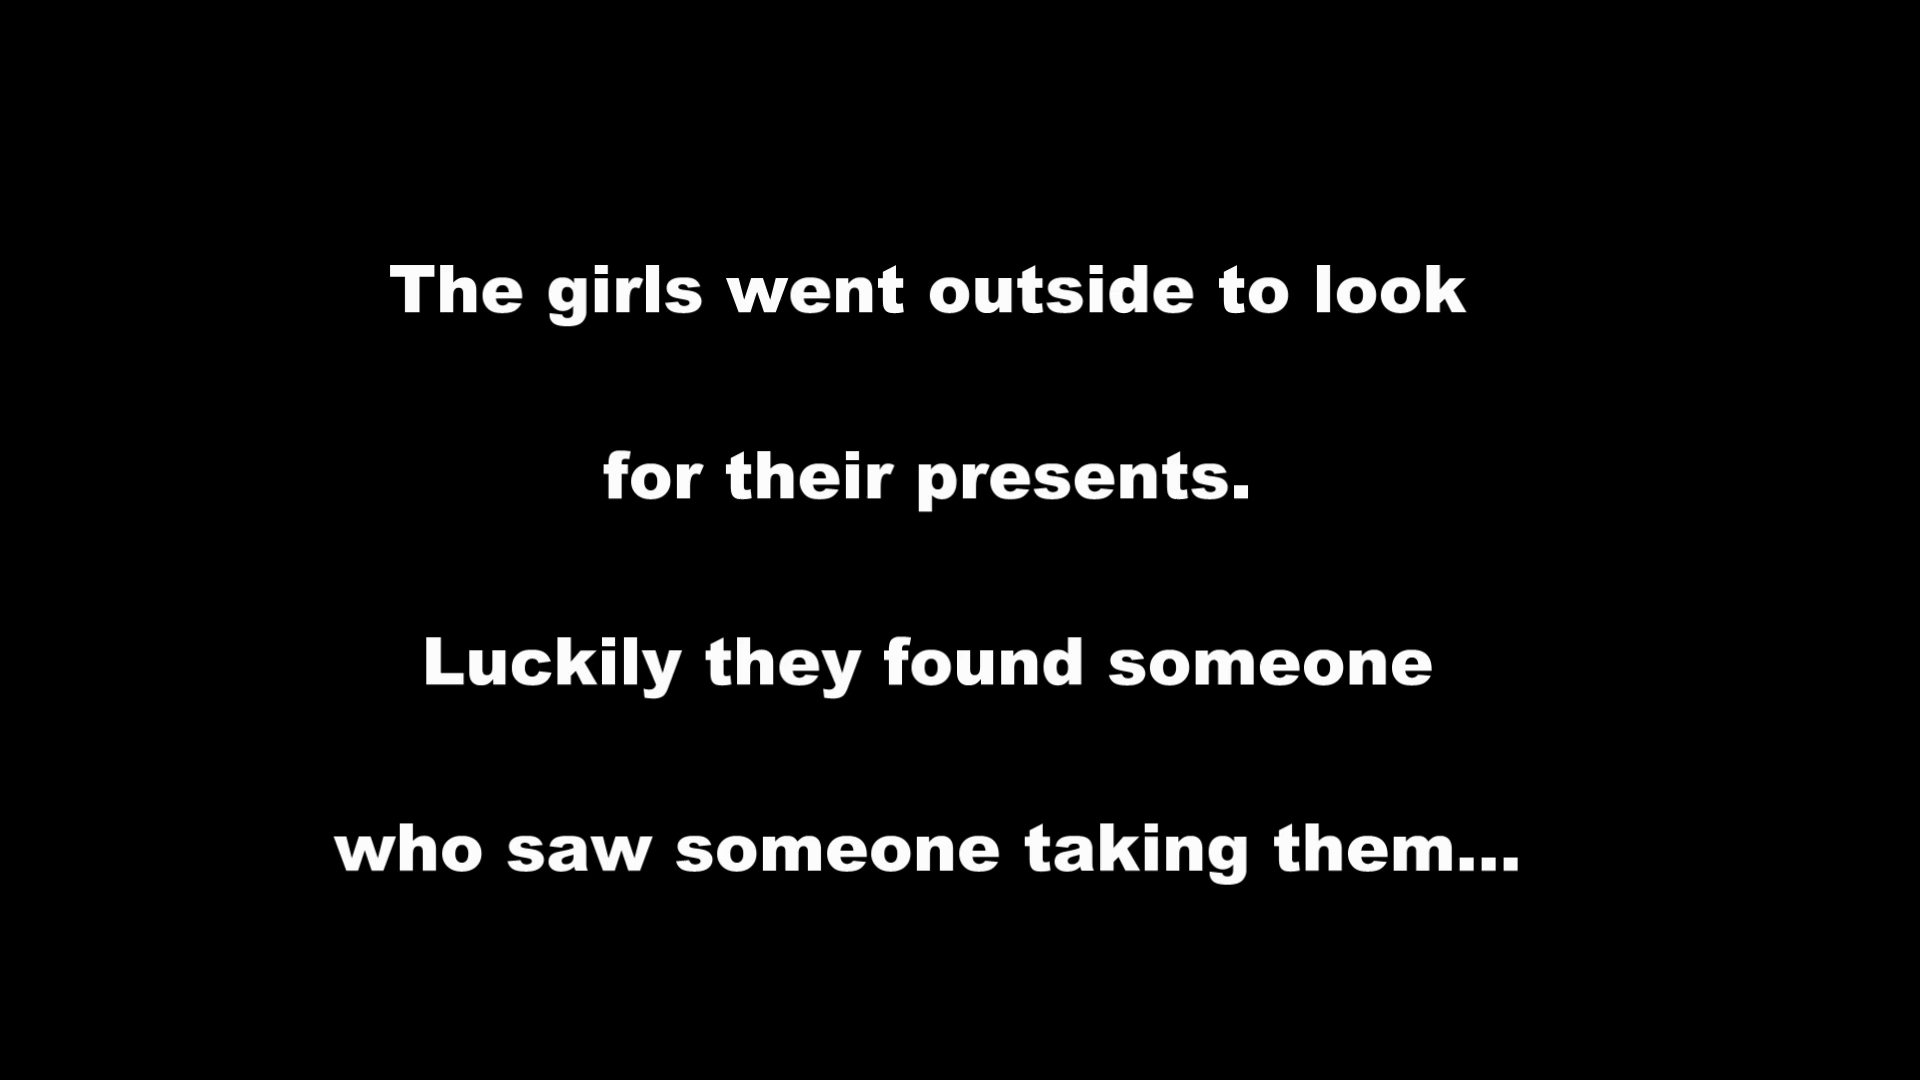 The girls went outside to look
for their presents.
Luckily they found someone
who saw someone taking them...